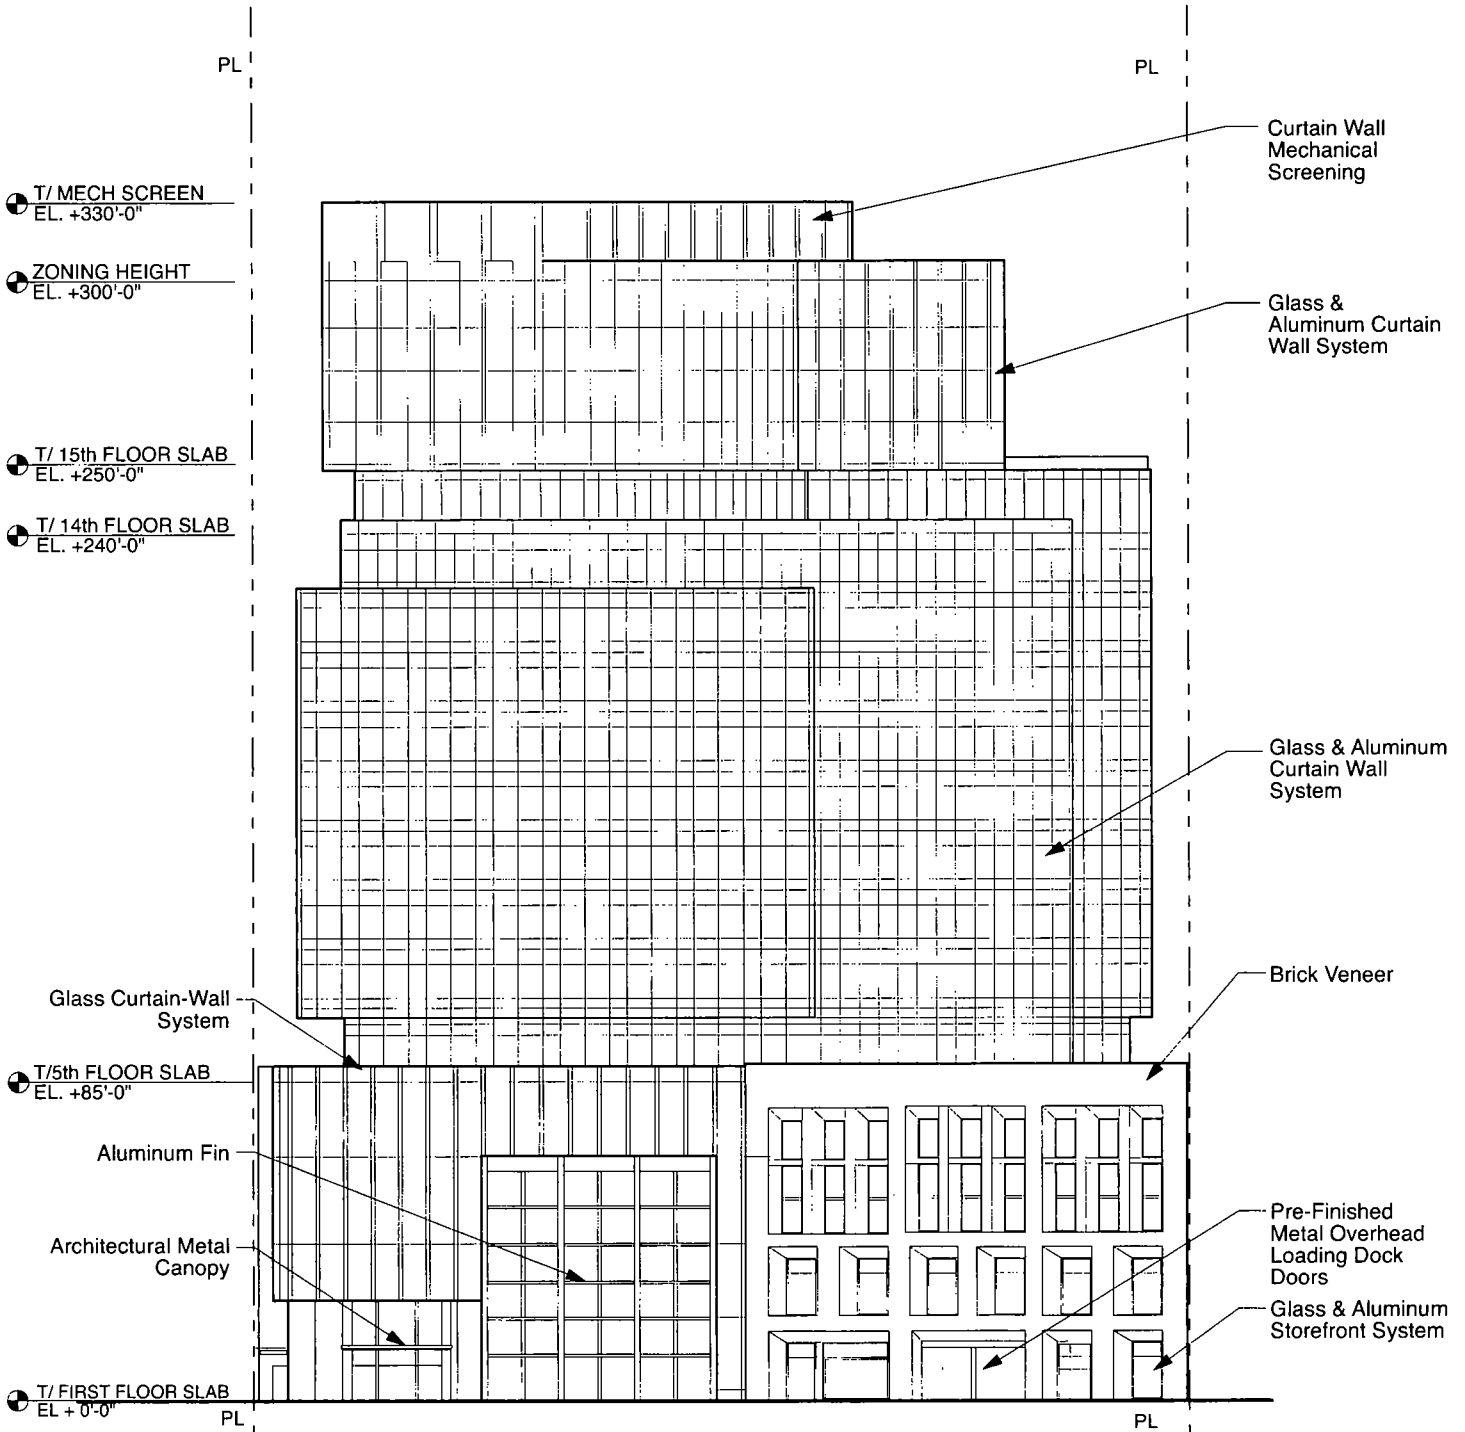 PL
PL
Curtain Wall
Mechanical
Screening
T/ MECH SCREEN
EL. +330'-0"
ZONING HEIGHT
EL. +300'-0"
Glass &
Aluminum Curtain
Wall System
T/ 15th FLOOR SLAB
EL. +250'-0"
T/ 14th FLOOR SLAB
EL. +240'-0"
Glass & Aluminum
Curtain Wall
System
Brick Veneer
Glass Curtain-Wall
System
T/5th FLOOR SLAB
EL. +85'-0"
Aluminum Fin
Architectural Metal
Canopy
Pre-Finished
Metal Overhead
Loading Dock
Doors
Glass & Aluminum
Storefront System
T/ FIRST FLOOR SLAB
EL + 0'-0"
PL
PL